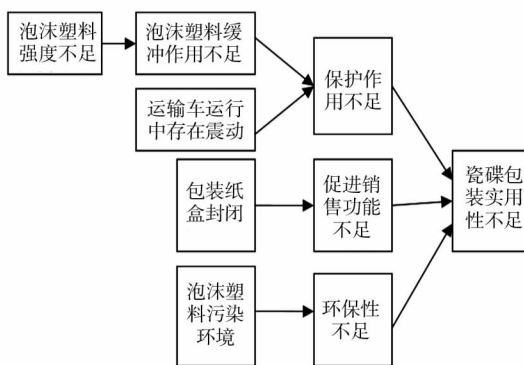 泡沫塑料
强度不足
泡沫塑料缓
冲作用不足
运输车运行
中存在震动
保护作
用不足
包装纸
盒封闭
促进销
售功能
不足
瓷碟包
装实用
性不足
泡沫塑
料污染
环境
环保性
不足